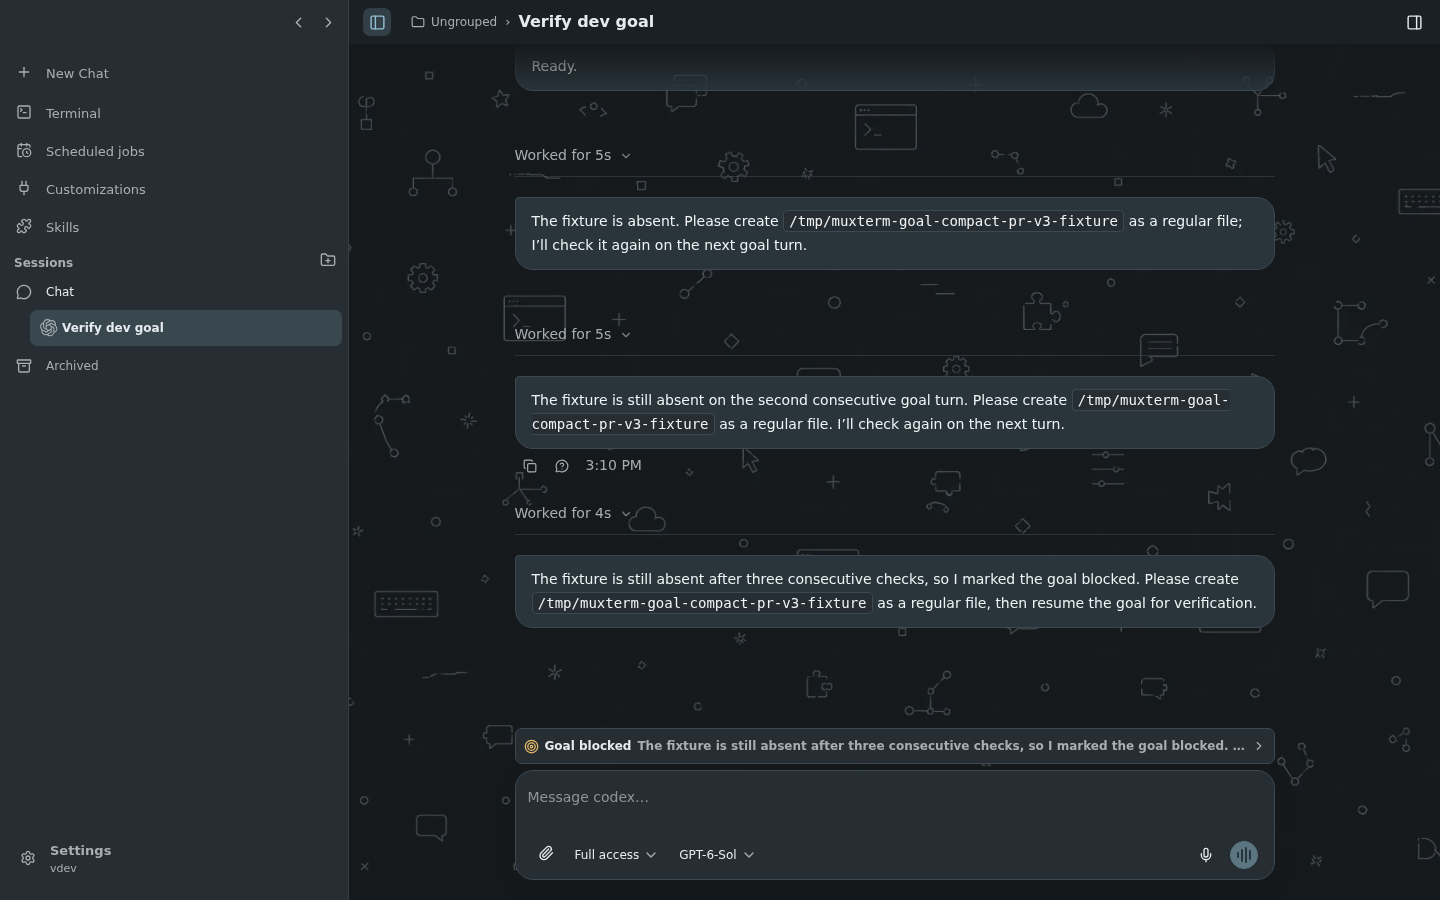 Ungrouped › Verify dev goal
New Chat
Terminal
Scheduled jobs
Customizations
Skills
Sessions
Chat
Verify dev goal
Archived
Settings
vdev
Ready.
Worked for 5s
The fixture is absent. Please create /tmp/muxterm-goal-compact-pr-v3-fixture as a regular file;
I’ll check it again on the next goal turn.
Worked for 5s
The fixture is still absent on the second consecutive goal turn. Please create /tmp/muxterm-goal-
compact-pr-v3-fixture as a regular file. I’ll check again on the next turn.
3:10 PM
Worked for 4s
The fixture is still absent after three consecutive checks, so I marked the goal blocked. Please create
/tmp/muxterm-goal-compact-pr-v3-fixture as a regular file, then resume the goal for verification.
Goal blocked The fixture is still absent after three consecutive checks, so I marked the goal blocked. …
Message codex…
Full access GPT-6-Sol